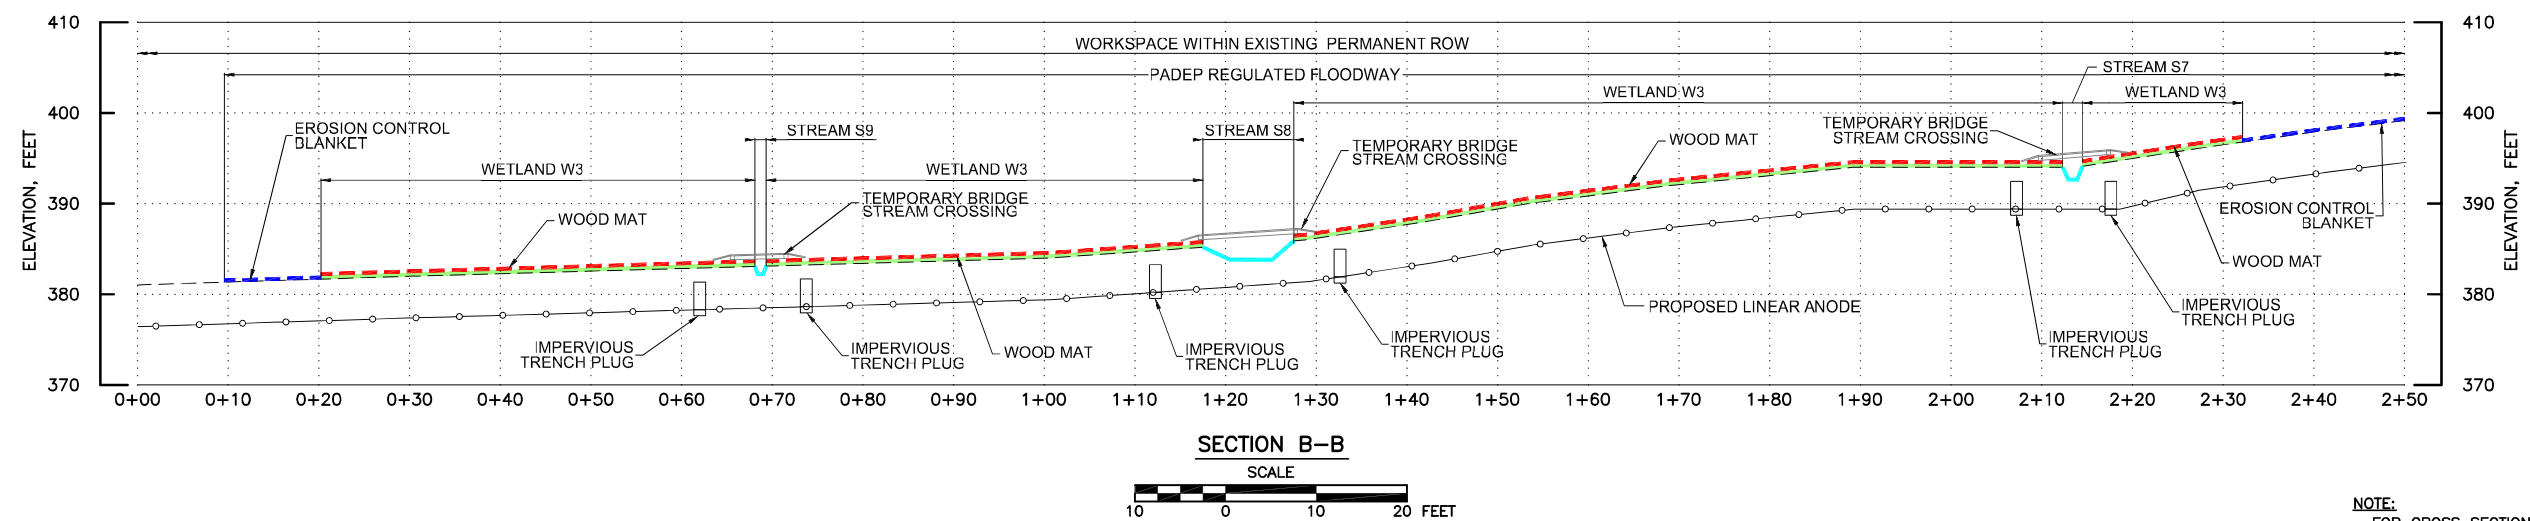 410
410
WORKSPACE WITHIN EXISTING PERMANENT ROW
STREAM S7
PADEP REGULATED FLOODWAY
WETLAND W3
WETLAND W3
400
400
TEMPORARY BRIDGE
STREAM CROSSING
EROSION CONTROL
BLANKET
STREAM S9
STREAM S8
WOOD MAT
TEMPORARY BRIDGE
STREAM CROSSING
WETLAND W3
WETLAND W3
ELEVATION, FEET
ELEVATION, FEET
390
390
TEMPORARY BRIDGE
STREAM CROSSING
WOOD MAT
EROSION CONTROL
BLANKET
WOOD MAT
380
380
PROPOSED LINEAR ANODE
IMPERVIOUS
TRENCH PLUG
IMPERVIOUS
TRENCH PLUG
IMPERVIOUS
TRENCH PLUG
WOOD MAT
IMPERVIOUS
TRENCH PLUG
IMPERVIOUS
TRENCH PLUG
IMPERVIOUS
TRENCH PLUG
370
370
0+00 0+10 0+20 0+30 0+40 0+50 0+60 0+70 0+80 0+90 1+00 1+10 1+20 1+30 1+40 1+50 1+60 1+70 1+80 1+90 2+00 2+10 2+20 2+30 2+40 2+50
SECTION B-B
SCALE
10 0 10 20 FEET
NOTE:
FOR CROSS SECTION